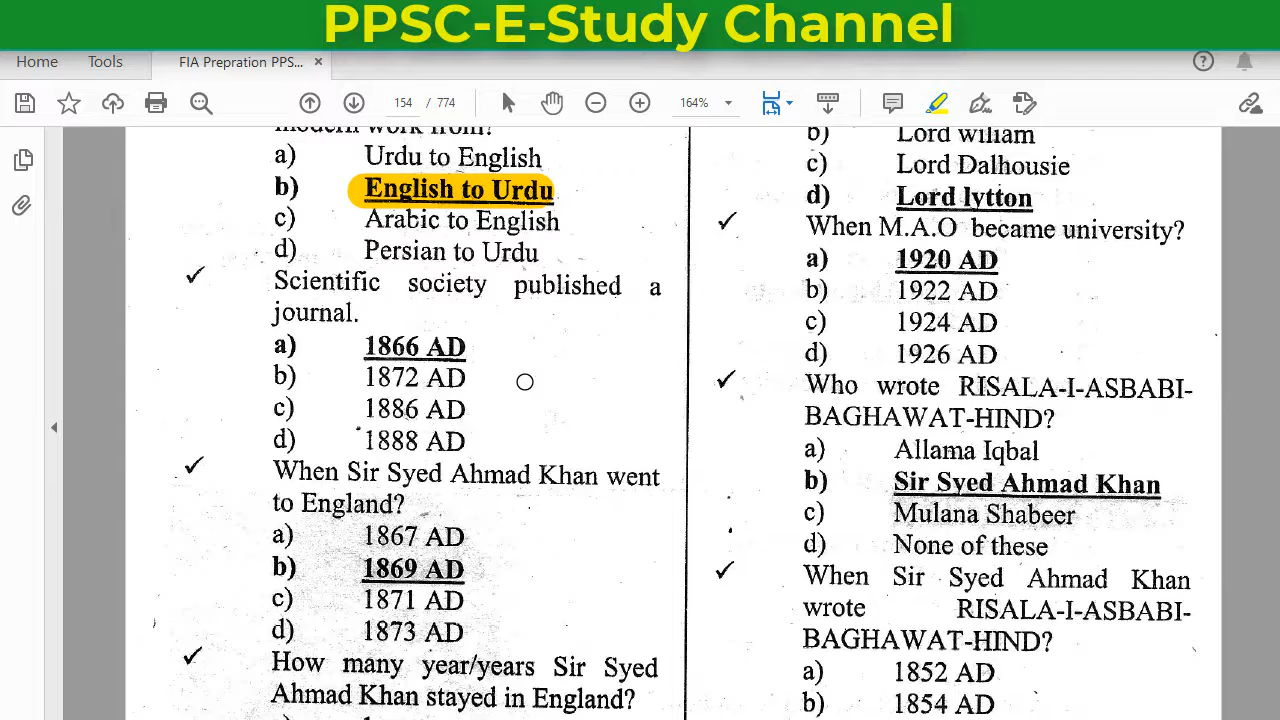 PPSC-E-Study Channel
Home
Tools
FIA Prepration PPS...
×
?
154
/ 774
164%
modern work from?
a) Urdu to English
b) English to Urdu
c) Arabic to English
d) Persian to Urdu
✓ Scientific society published a
journal.
a) 1866 AD
b) 1872 AD
c) 1886 AD
d) 1888 AD
✓ When Sir Syed Ahmad Khan went
to England?
a) 1867 AD
b) 1869 AD
c) 1871 AD
d) 1873 AD
✓ How many year/years Sir Syed
Ahmad Khan stayed in England?
b) Lord wiliam
c) Lord Dalhousie
d) Lord lytton
✓ When M.A.O became university?
a) 1920 AD
b) 1922 AD
c) 1924 AD
d) 1926 AD
✓ Who wrote RISALA-I-ASBABI-
BAGHAWAT-HIND?
a) Allama Iqbal
b) Sir Syed Ahmad Khan
c) Mulana Shabeer
d) None of these
✓ When Sir Syed Ahmad Khan
wrote RISALA-I-ASBABI-
BAGHAWAT-HIND?
a) 1852 AD
b) 1854 AD